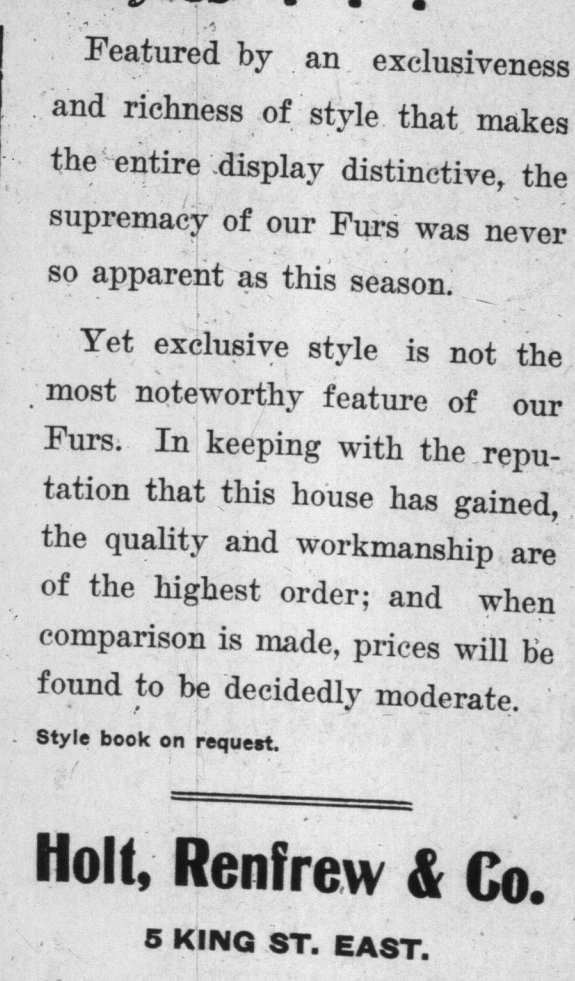 Featured by an exclusiveness
and richness of style that makes
the entire display distinctive, the
supremacy of our Furs was never
so apparent as this season.
Yet exclusive style is not the
most noteworthy feature of our
Furs. In keeping with the repu-
tation that this house has gained,
the quality and workmanship are
of the highest order; and when
comparison is made, prices will be
found to be decidedly moderate.
Style book on request.
Holt, Renfrew & Co.
5 KING ST. EAST.